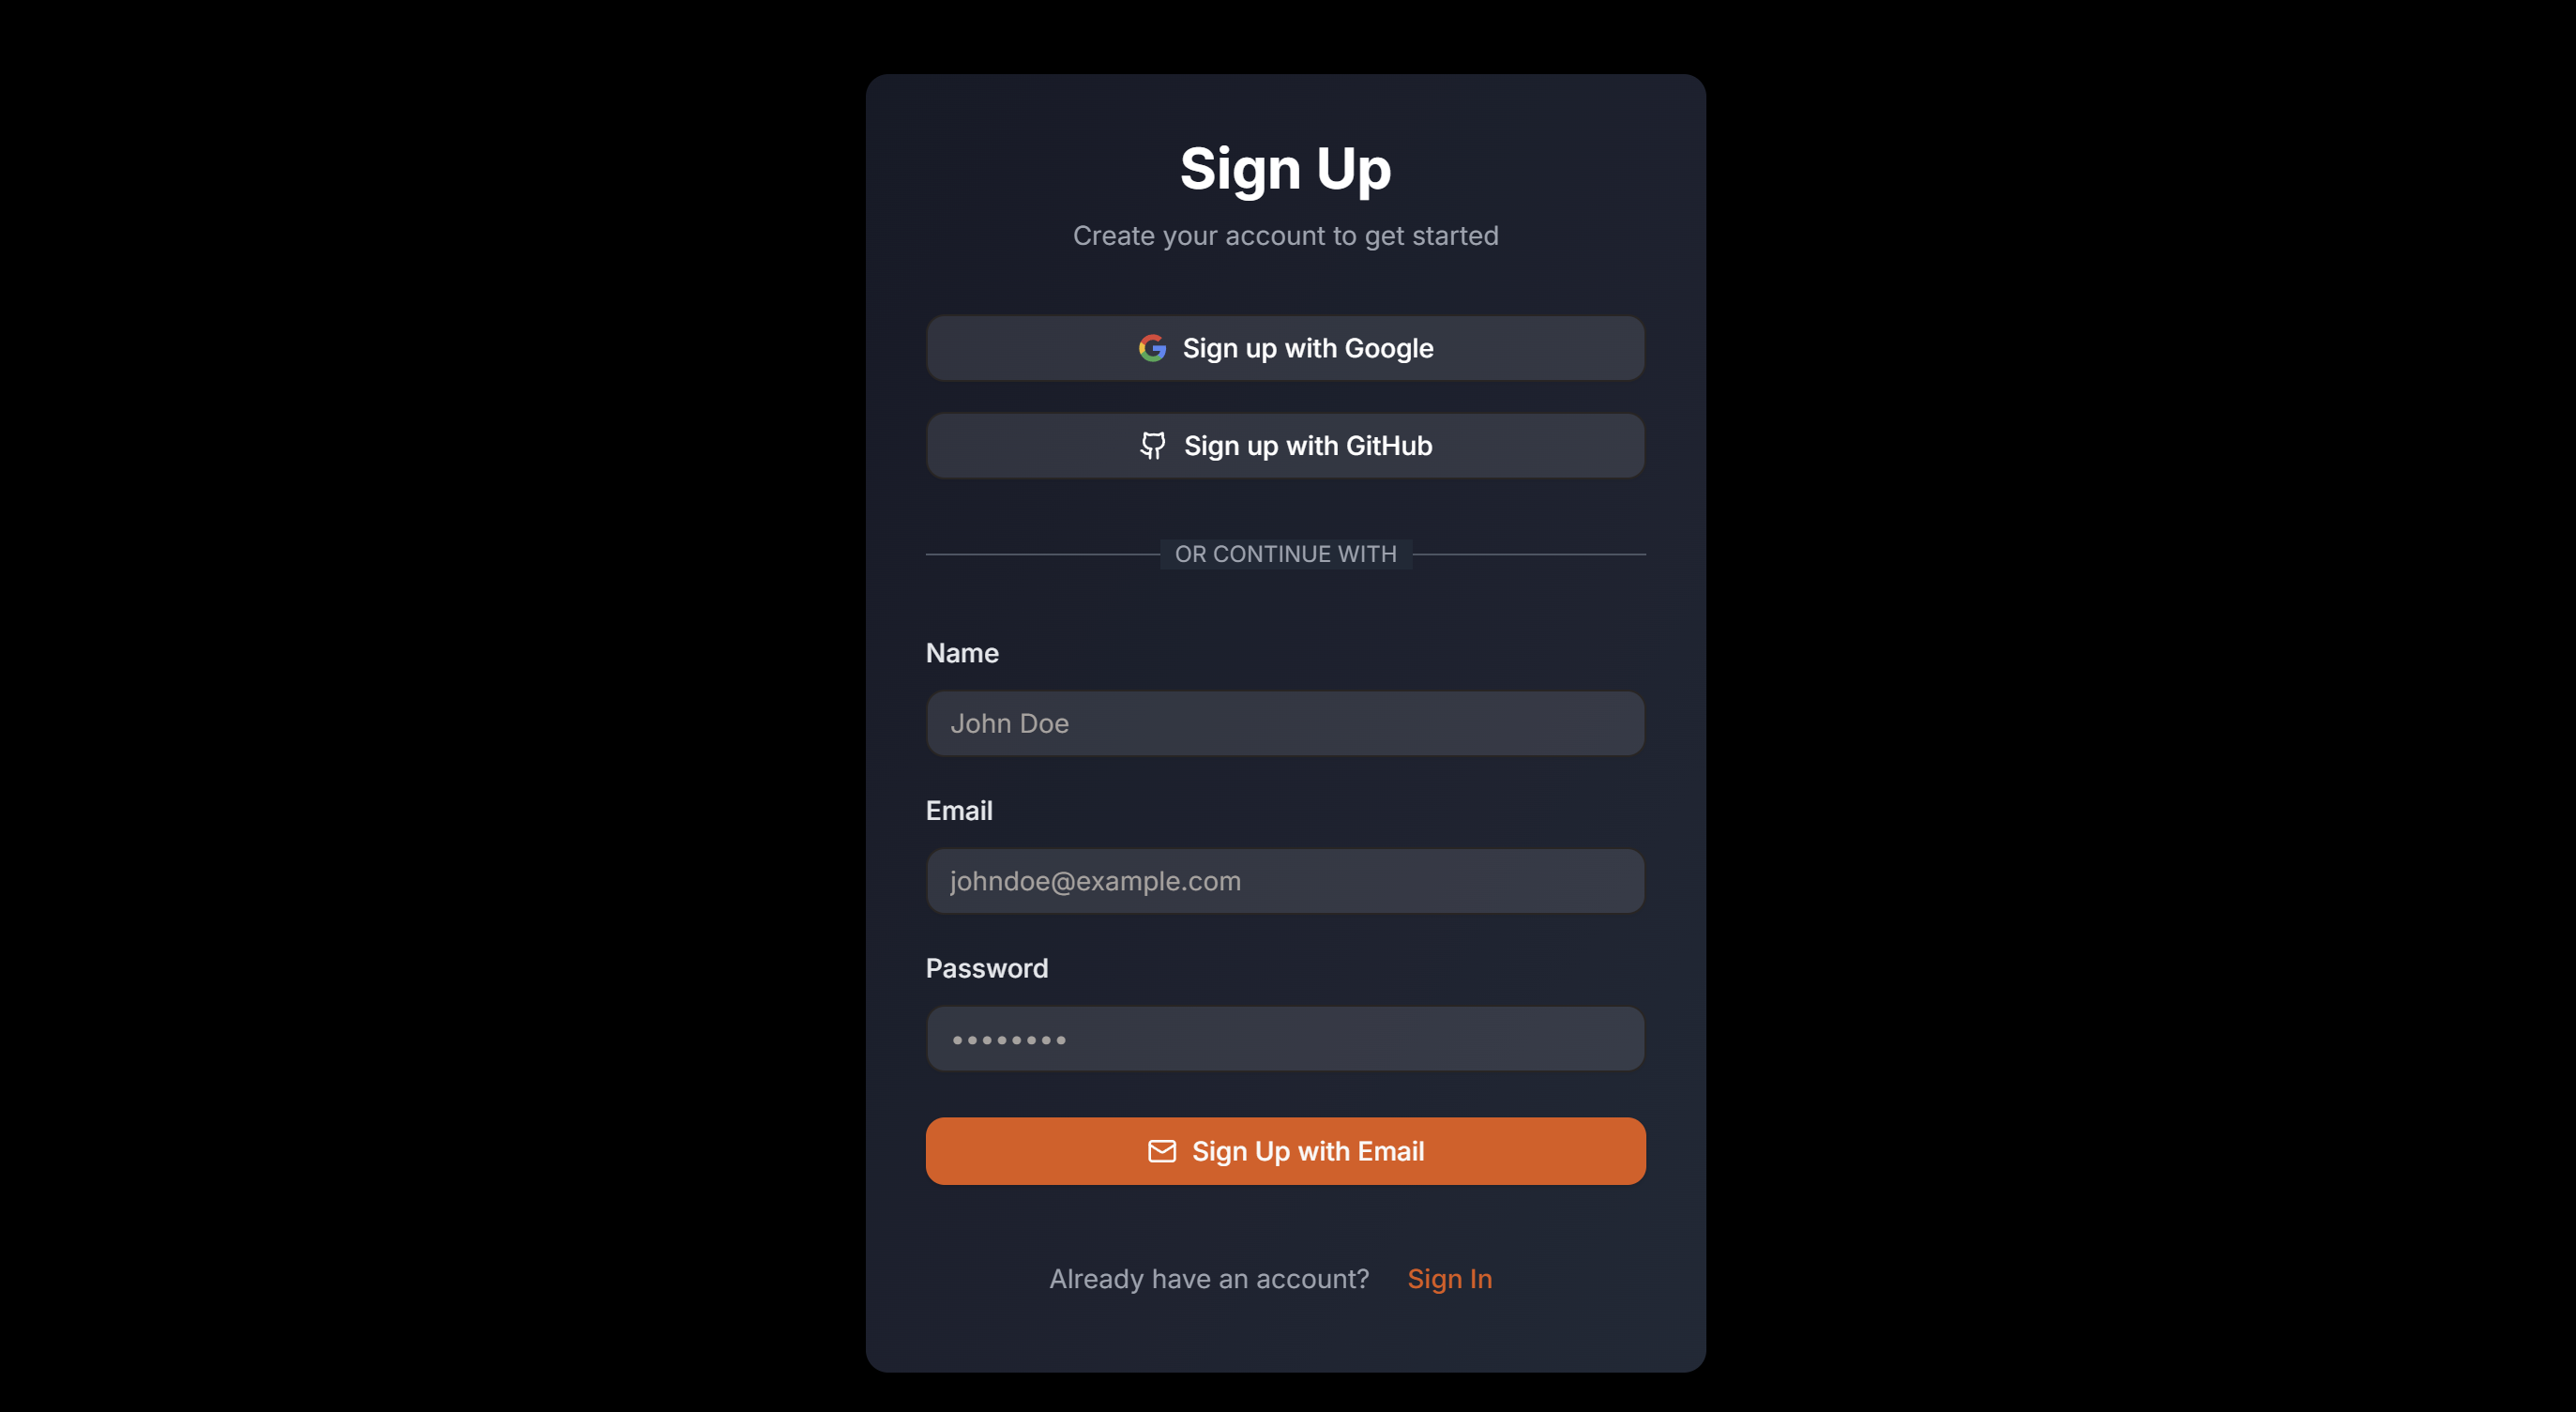 Sign Up
Create your account to get started
Sign up with Google
Sign up with GitHub
OR CONTINUE WITH
Name
John Doe
Email
johndoe@example.com
Password
••••••••
Sign Up with Email
Already have an account? Sign In